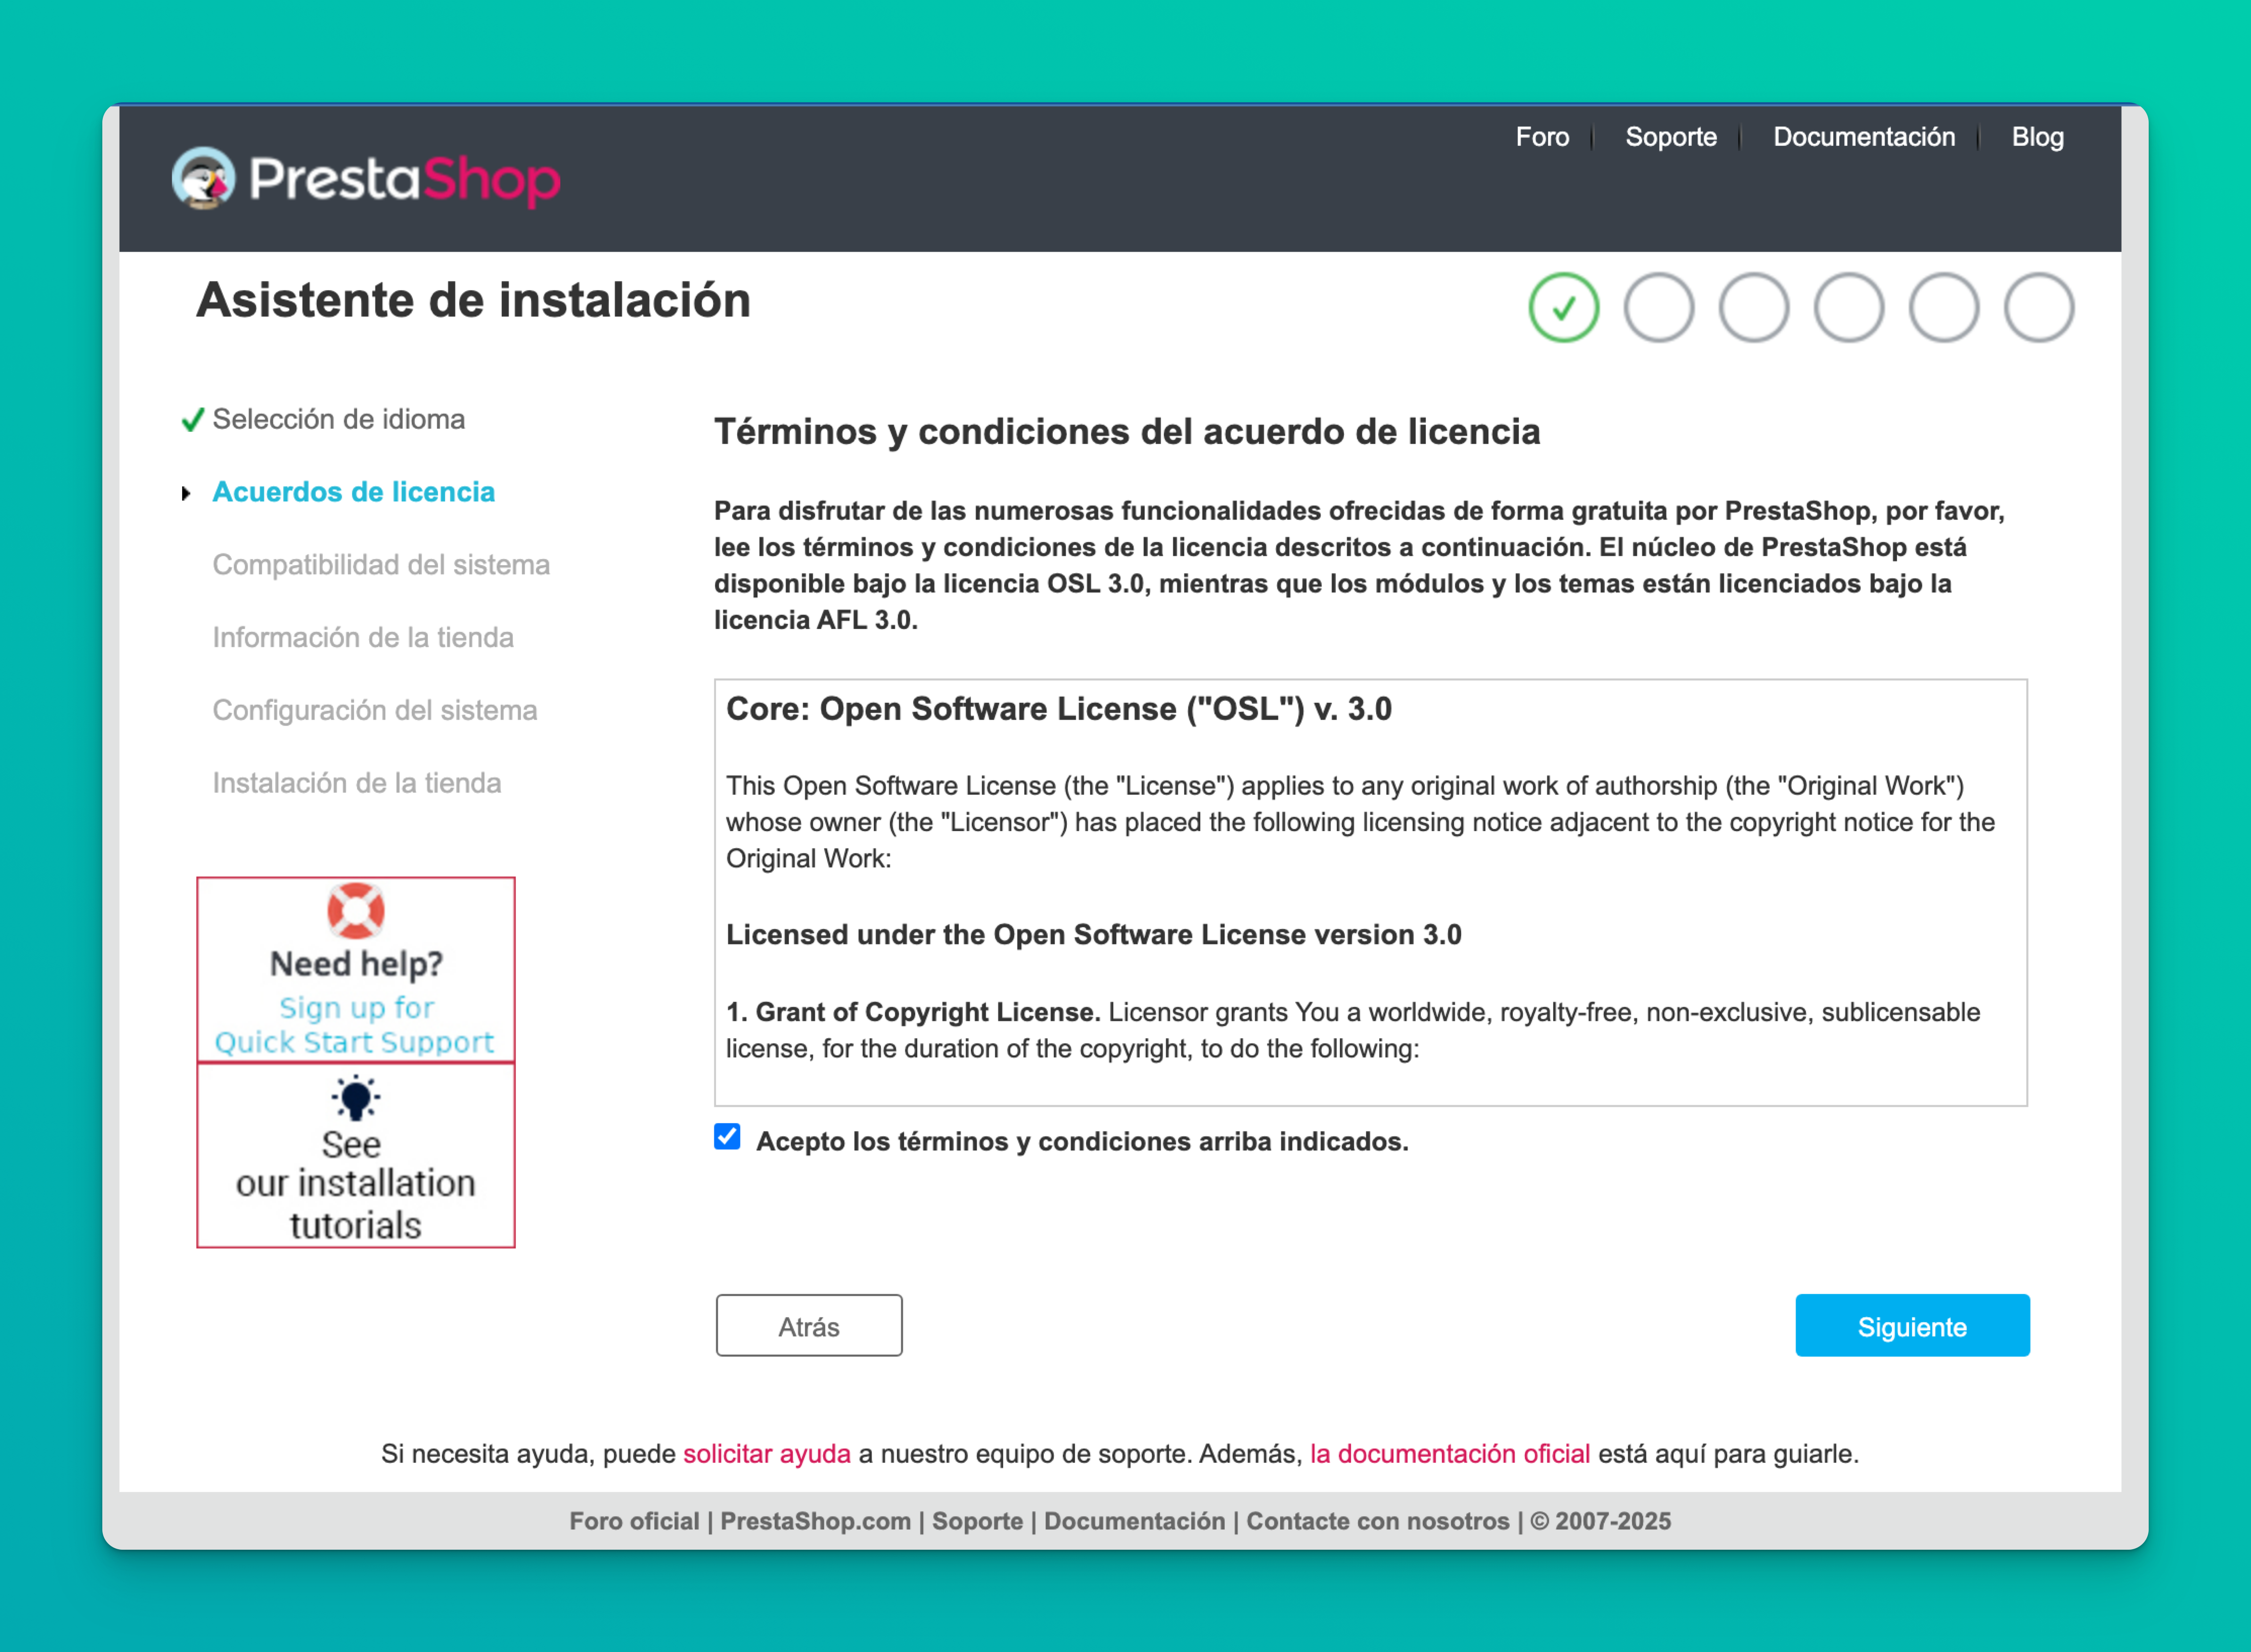 PrestaShop
Foro
Soporte
Documentación
Blog
Asistente de instalación
Selección de idioma
Acuerdos de licencia
Compatibilidad del sistema
Información de la tienda
Configuración del sistema
Instalación de la tienda
Need help?
Sign up for
Quick Start Support
See
our installation
tutorials
Términos y condiciones del acuerdo de licencia
Para disfrutar de las numerosas funcionalidades ofrecidas de forma gratuita por PrestaShop, por favor,
lee los términos y condiciones de la licencia descritos a continuación. El núcleo de PrestaShop está
disponible bajo la licencia OSL 3.0, mientras que los módulos y los temas están licenciados bajo la
licencia AFL 3.0.
Core: Open Software License ("OSL") v. 3.0
This Open Software License (the "License") applies to any original work of authorship (the "Original Work")
whose owner (the "Licensor") has placed the following licensing notice adjacent to the copyright notice for the
Original Work:
Licensed under the Open Software License version 3.0
1. Grant of Copyright License. Licensor grants You a worldwide, royalty-free, non-exclusive, sublicensable
license, for the duration of the copyright, to do the following:
Acepto los términos y condiciones arriba indicados.
Atrás
Siguiente
Si necesita ayuda, puede solicitar ayuda a nuestro equipo de soporte. Además, la documentación oficial está aquí para guiarle.
Foro oficial | PrestaShop.com | Soporte | Documentación | Contacte con nosotros | © 2007-2025